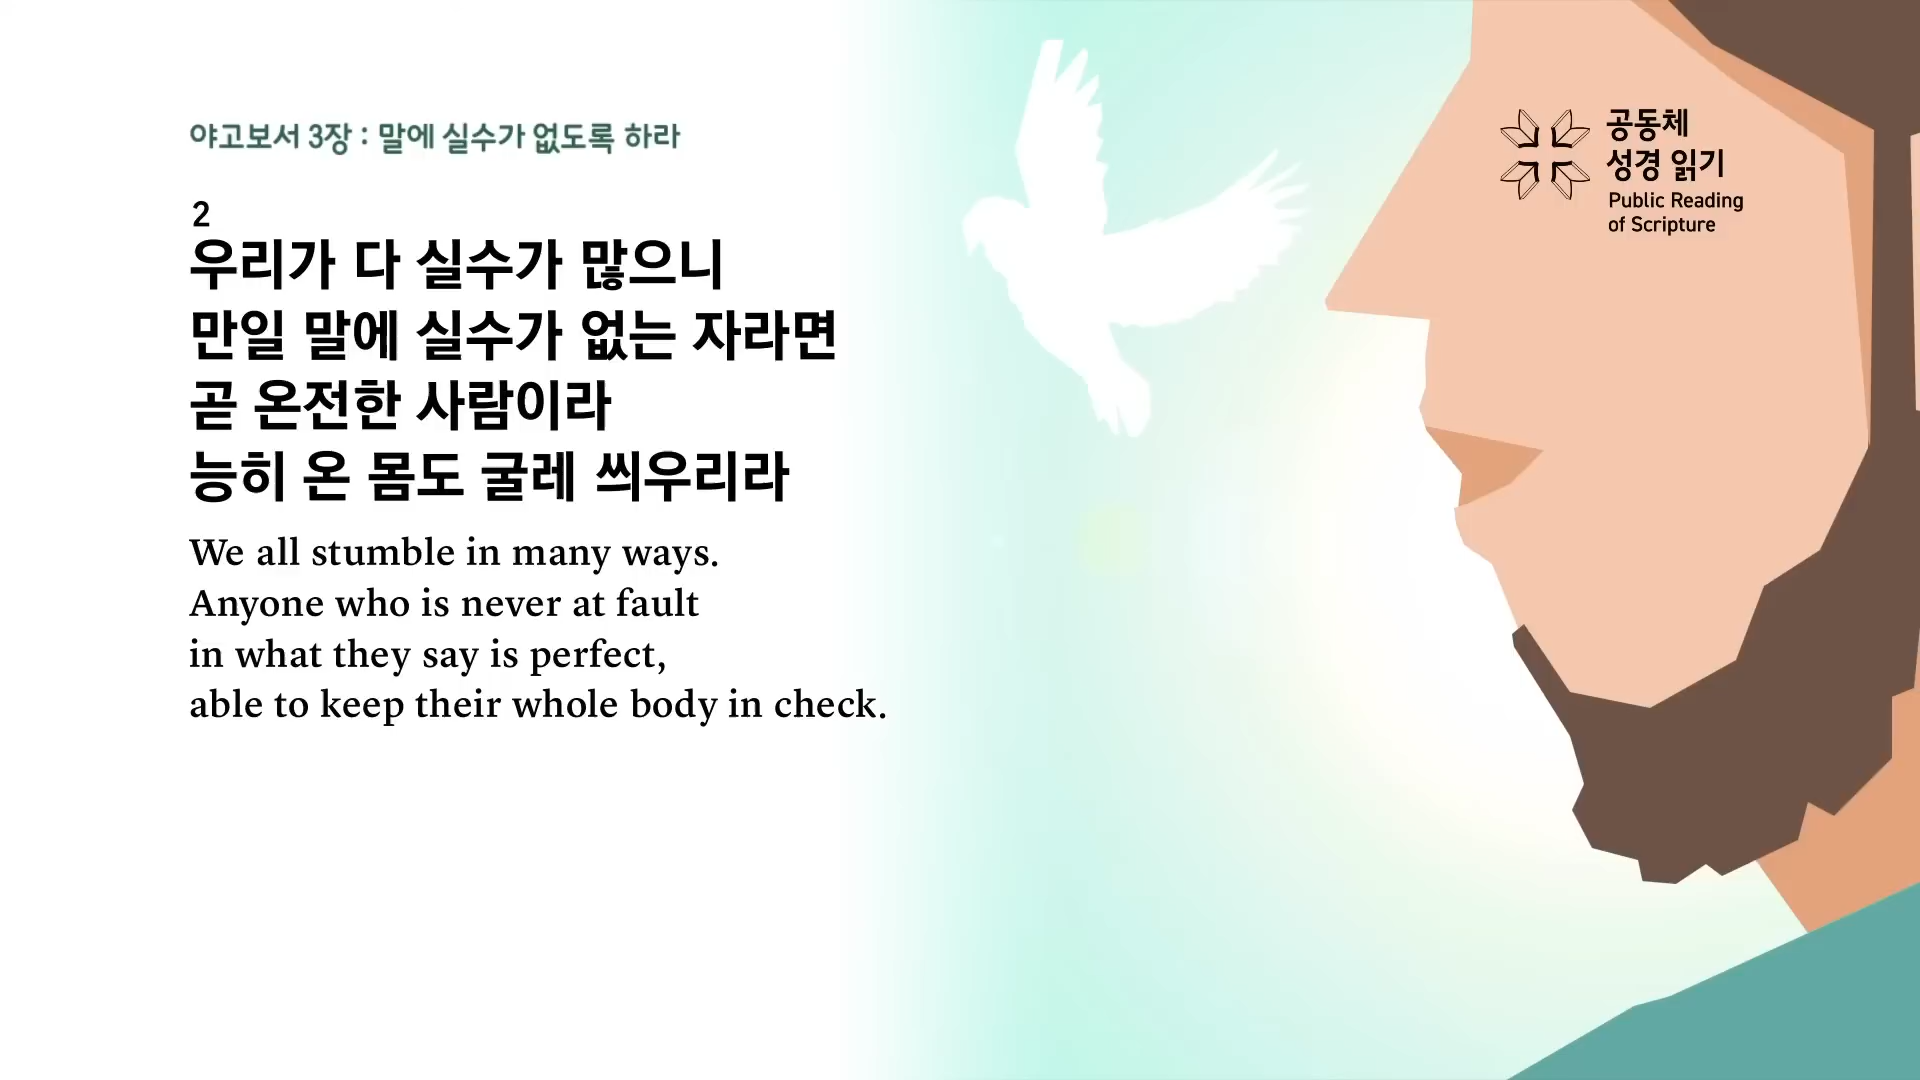 야고보서 3장 : 말에 실수가 없도록 하라
2
우리가 다 실수가 많으니
만일 말에 실수가 없는 자라면
곧 온전한 사람이라
능히 온 몸도 굴레 씌우리라
We all stumble in many ways.
Anyone who is never at fault
in what they say is perfect,
able to keep their whole body in check.
공동체
성경 읽기
Public Reading
of Scripture